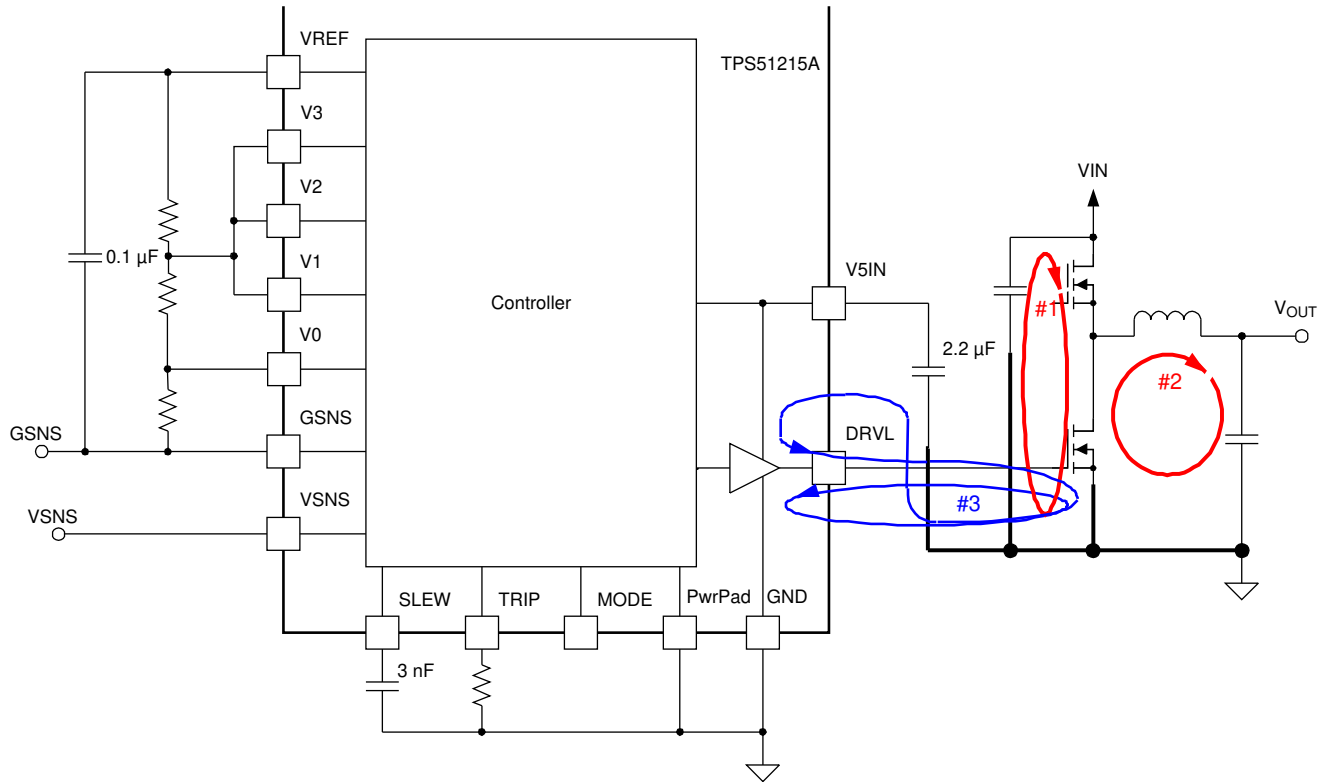 VREF
TPS51215A
V3
VIN
V2
0.1 µF
V1
V5IN
Controller
#1
V0
2.2 µF
VOUT
#2
GSNS
GSNS
DRVL
VSNS
VSNS
#3
SLEW
TRIP
MODE
PwrPad
GND
3 nF